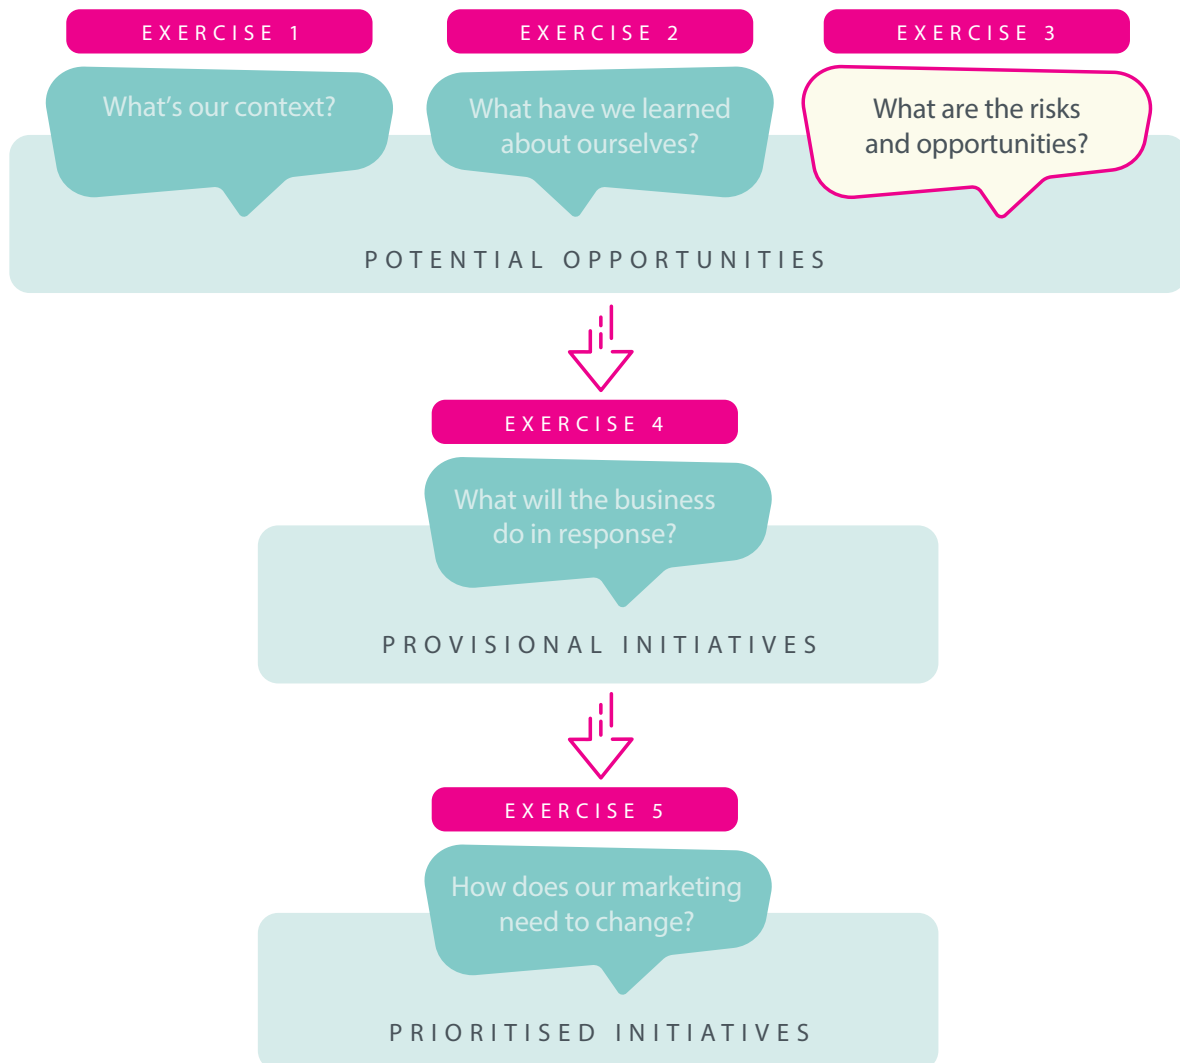 EXERCISE 1
What’s our context?
EXERCISE 2
What have we learned
about ourselves?
EXERCISE 3
What are the risks
and opportunities?
POTENTIAL OPPORTUNITIES
EXERCISE 4
What will the business
do in response?
PROVISIONAL INITIATIVES
EXERCISE 5
How does our marketing
need to change?
PRIORITISED INITIATIVES